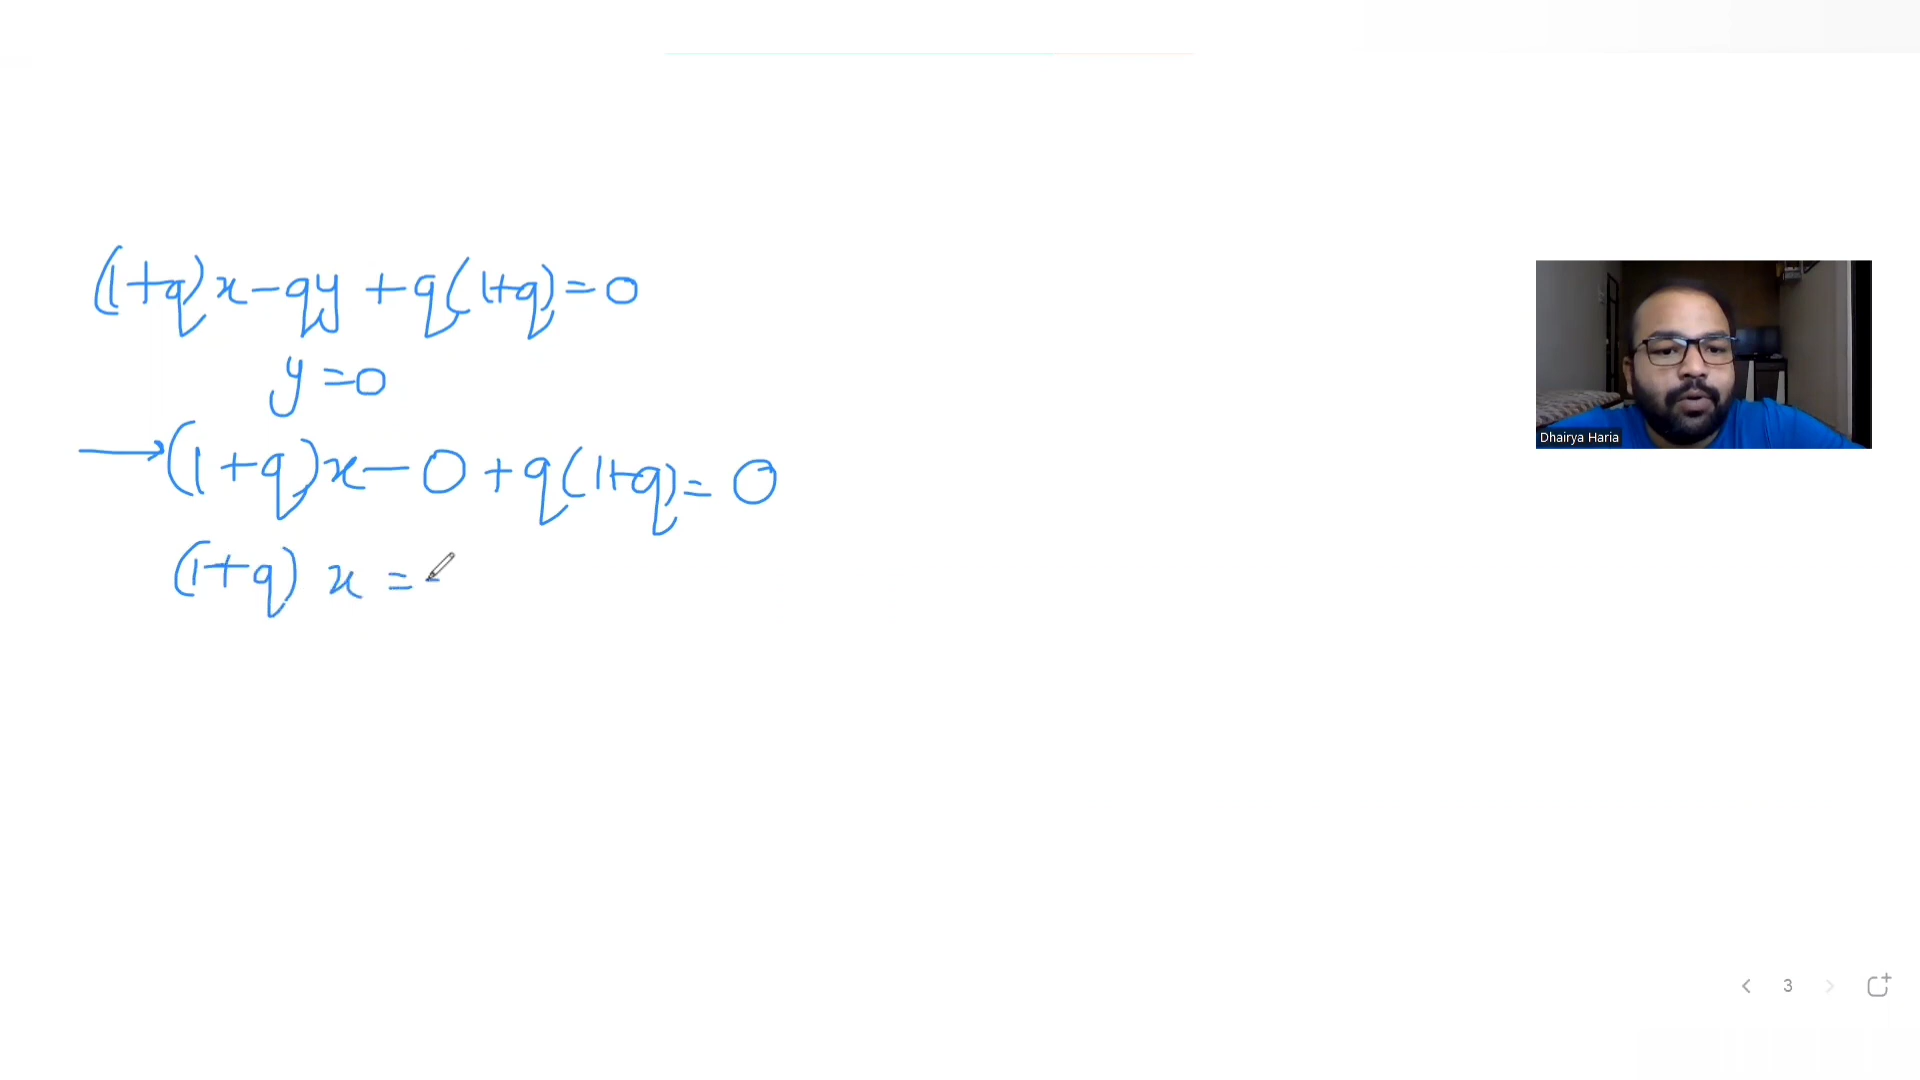 (1+q)x-qy+q(1+q)=0
y=0
→(1+q)x-0+q(1+q)=0
(1+q) x = -
Dhairya Haria
< 3 >